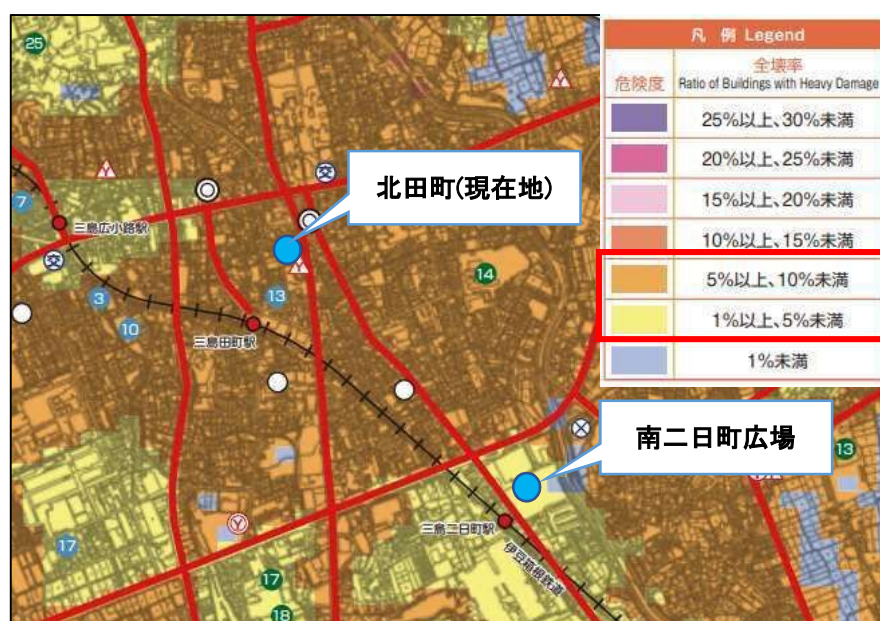 25
凡 例 Legend
危険度
全壊率
Ratio of Buildings with Heavy Damage
25%以上、30%未満
20%以上、25%未満
15%以上、20%未満
10%以上、15%未満
5%以上、10%未満
1%以上、5%未満
1%未満
Y
交
北田町(現在地)
Y
7
三島広小路駅
交
Y
14
3
13
10
三島田町駅
南二日町広場
13
Y
三島二日町駅
伊豆箱根鉄道
17
17
18